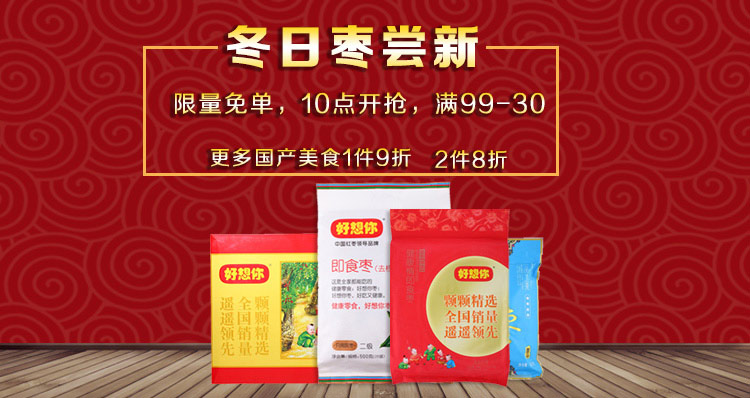 冬日枣尝新
限量免单，10点开抢，满99-30
更多国产美食1件9折 2件8折
好想你
颗颗精选
全国销量
遥遥领先
好想你
中国红枣领导品牌
即食枣
健康零食，好想你枣
二级
好想你
颗颗精选
全国销量
遥遥领先